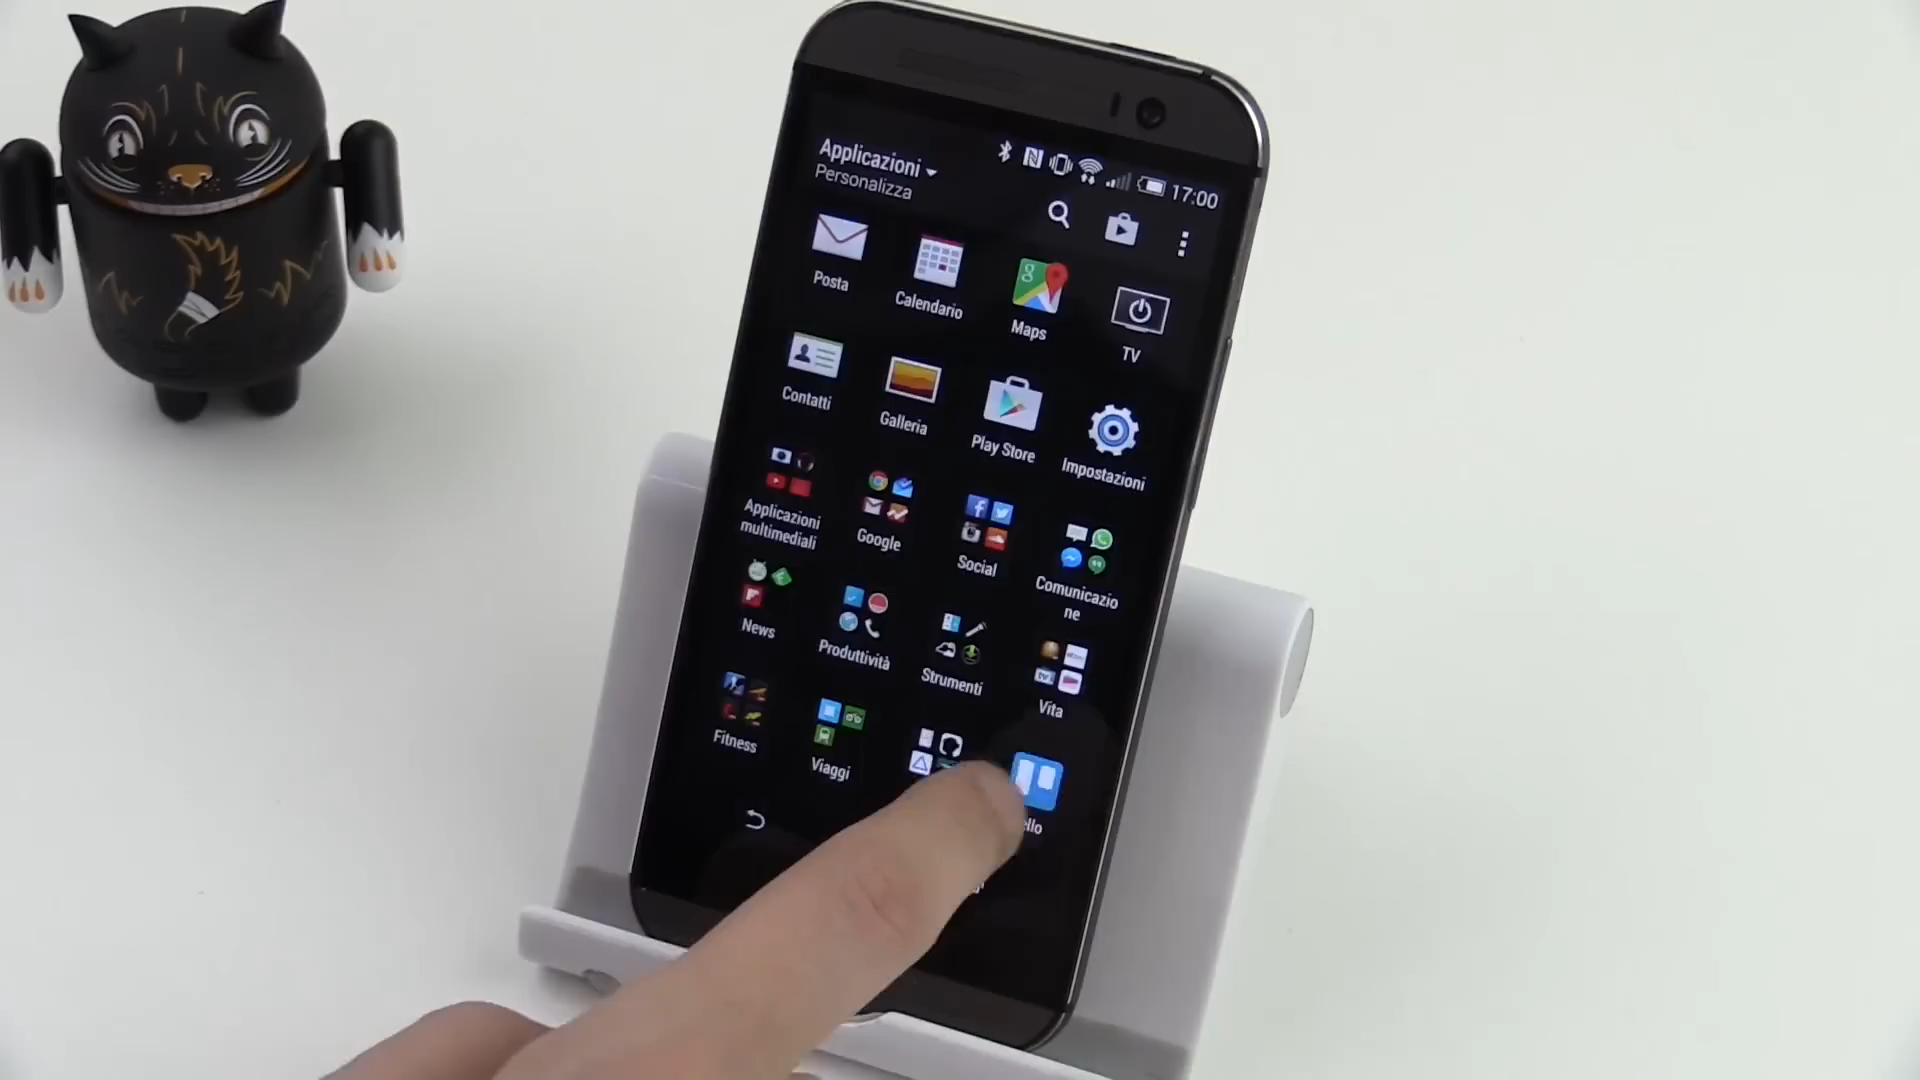 Applicazioni
Personalizza
17:00
Posta
Calendario
Maps
TV
Contatti
Galleria
Play Store
Impostazioni
Applicazioni
multimediali
Google
Social
Comunicazio
ne
News
Produttività
Strumenti
Vita
Fitness
Viaggi